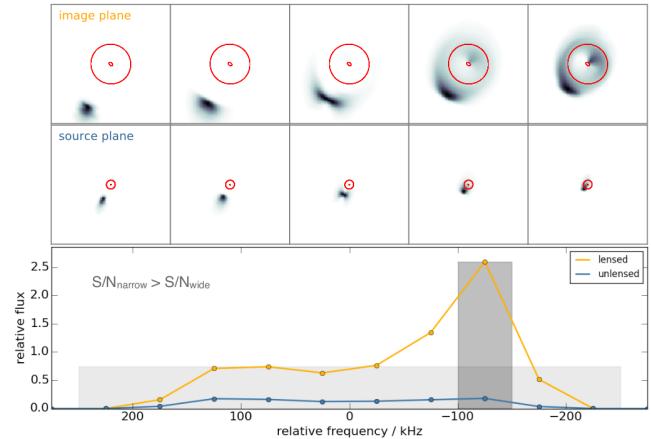 image plane
source plane
2.5
2.0
1.5
1.0
0.5
0.0
relative flux
S/Nnarrow > S/Nwide
lensed
unlensed
200 100 0 −100 −200
relative frequency / kHz